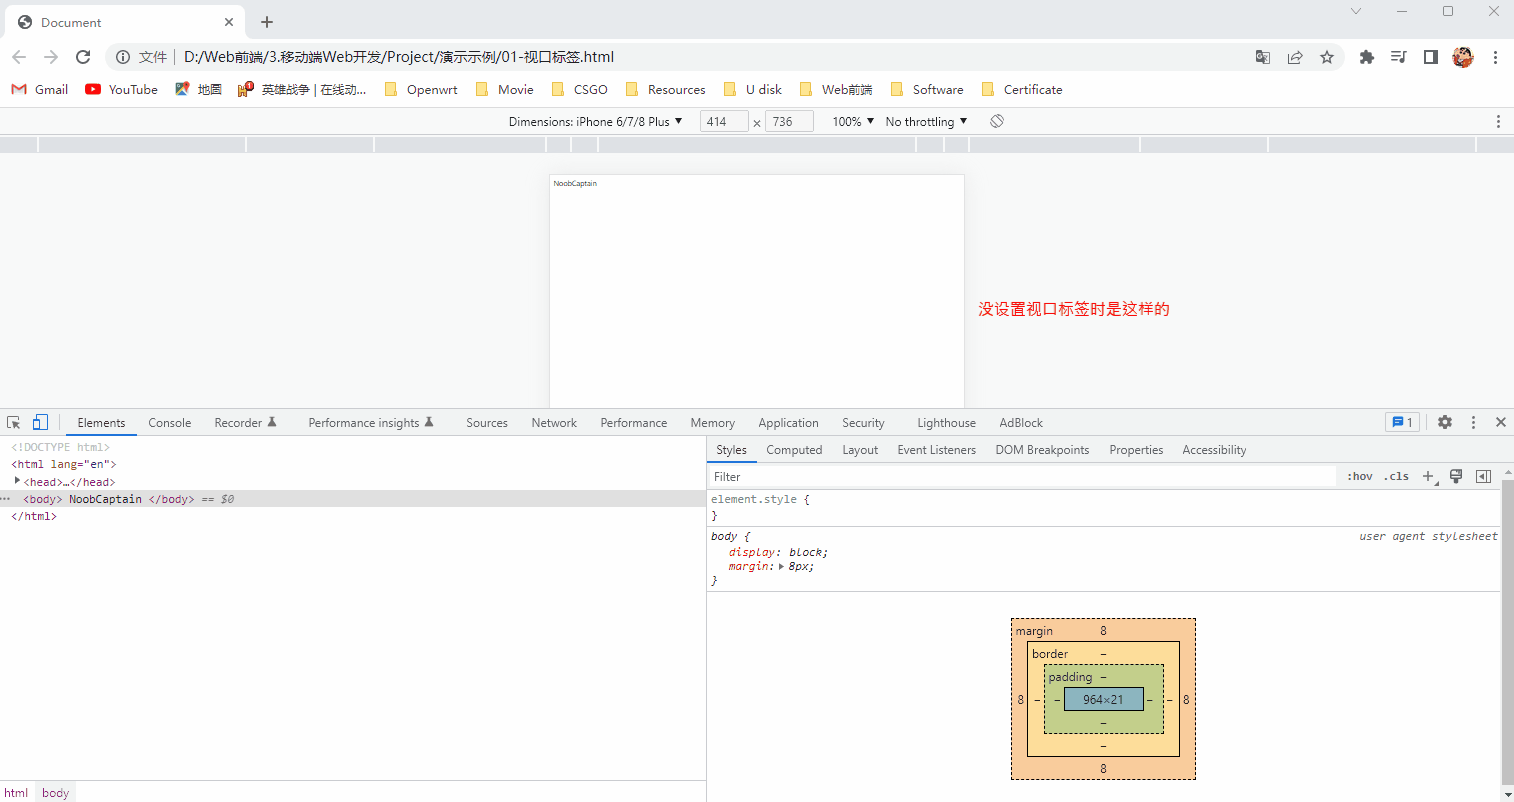 Document
文件 | D:/Web前端/3.移动端Web开发/Project/演示示例/01-视口标签.html
Gmail YouTube 地图 英雄战争 | 在线动... Openwrt Movie CSGO Resources U disk Web前端 Software Certificate
Dimensions: iPhone 6/7/8 Plus ▼ 414 × 736 100% ▼ No throttling ▼
NoobCaptain
没设置视口标签时是这样的
Elements Console Recorder Performance insights Sources Network Performance Memory Application Security Lighthouse AdBlock 1
<!DOCTYPE html>
<html lang="en">
<head>…</head>
<body> NoobCaptain </body> == $0
</html>
html body
Styles Computed Layout Event Listeners DOM Breakpoints Properties Accessibility
Filter :hov .cls
element.style {
}
body { user agent stylesheet
display: block;
margin: 8px;
}
margin 8
border –
padding –
8 – – 964×21 – – 8
–
–
8